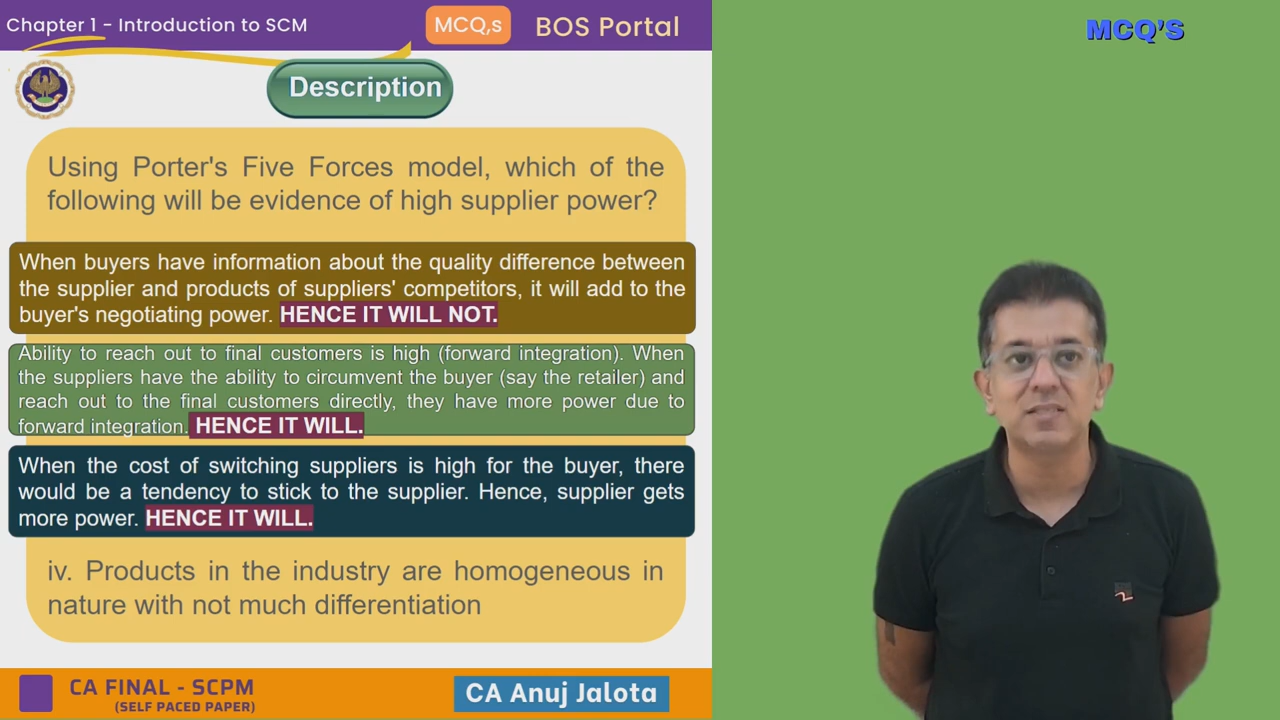 Chapter 1 - Introduction to SCM
MCQ,s
BOS Portal
MCQ'S
Description
Using Porter's Five Forces model, which of the
following will be evidence of high supplier power?
When buyers have information about the quality difference between
the supplier and products of suppliers' competitors, it will add to the
buyer's negotiating power. HENCE IT WILL NOT.
Ability to reach out to final customers is high (forward integration). When
the suppliers have the ability to circumvent the buyer (say the retailer) and
reach out to the final customers directly, they have more power due to
forward integration. HENCE IT WILL.
When the cost of switching suppliers is high for the buyer, there
would be a tendency to stick to the supplier. Hence, supplier gets
more power. HENCE IT WILL.
iv. Products in the industry are homogeneous in
nature with not much differentiation
CA FINAL - SCPM
(SELF PACED PAPER)
CA Anuj Jalota